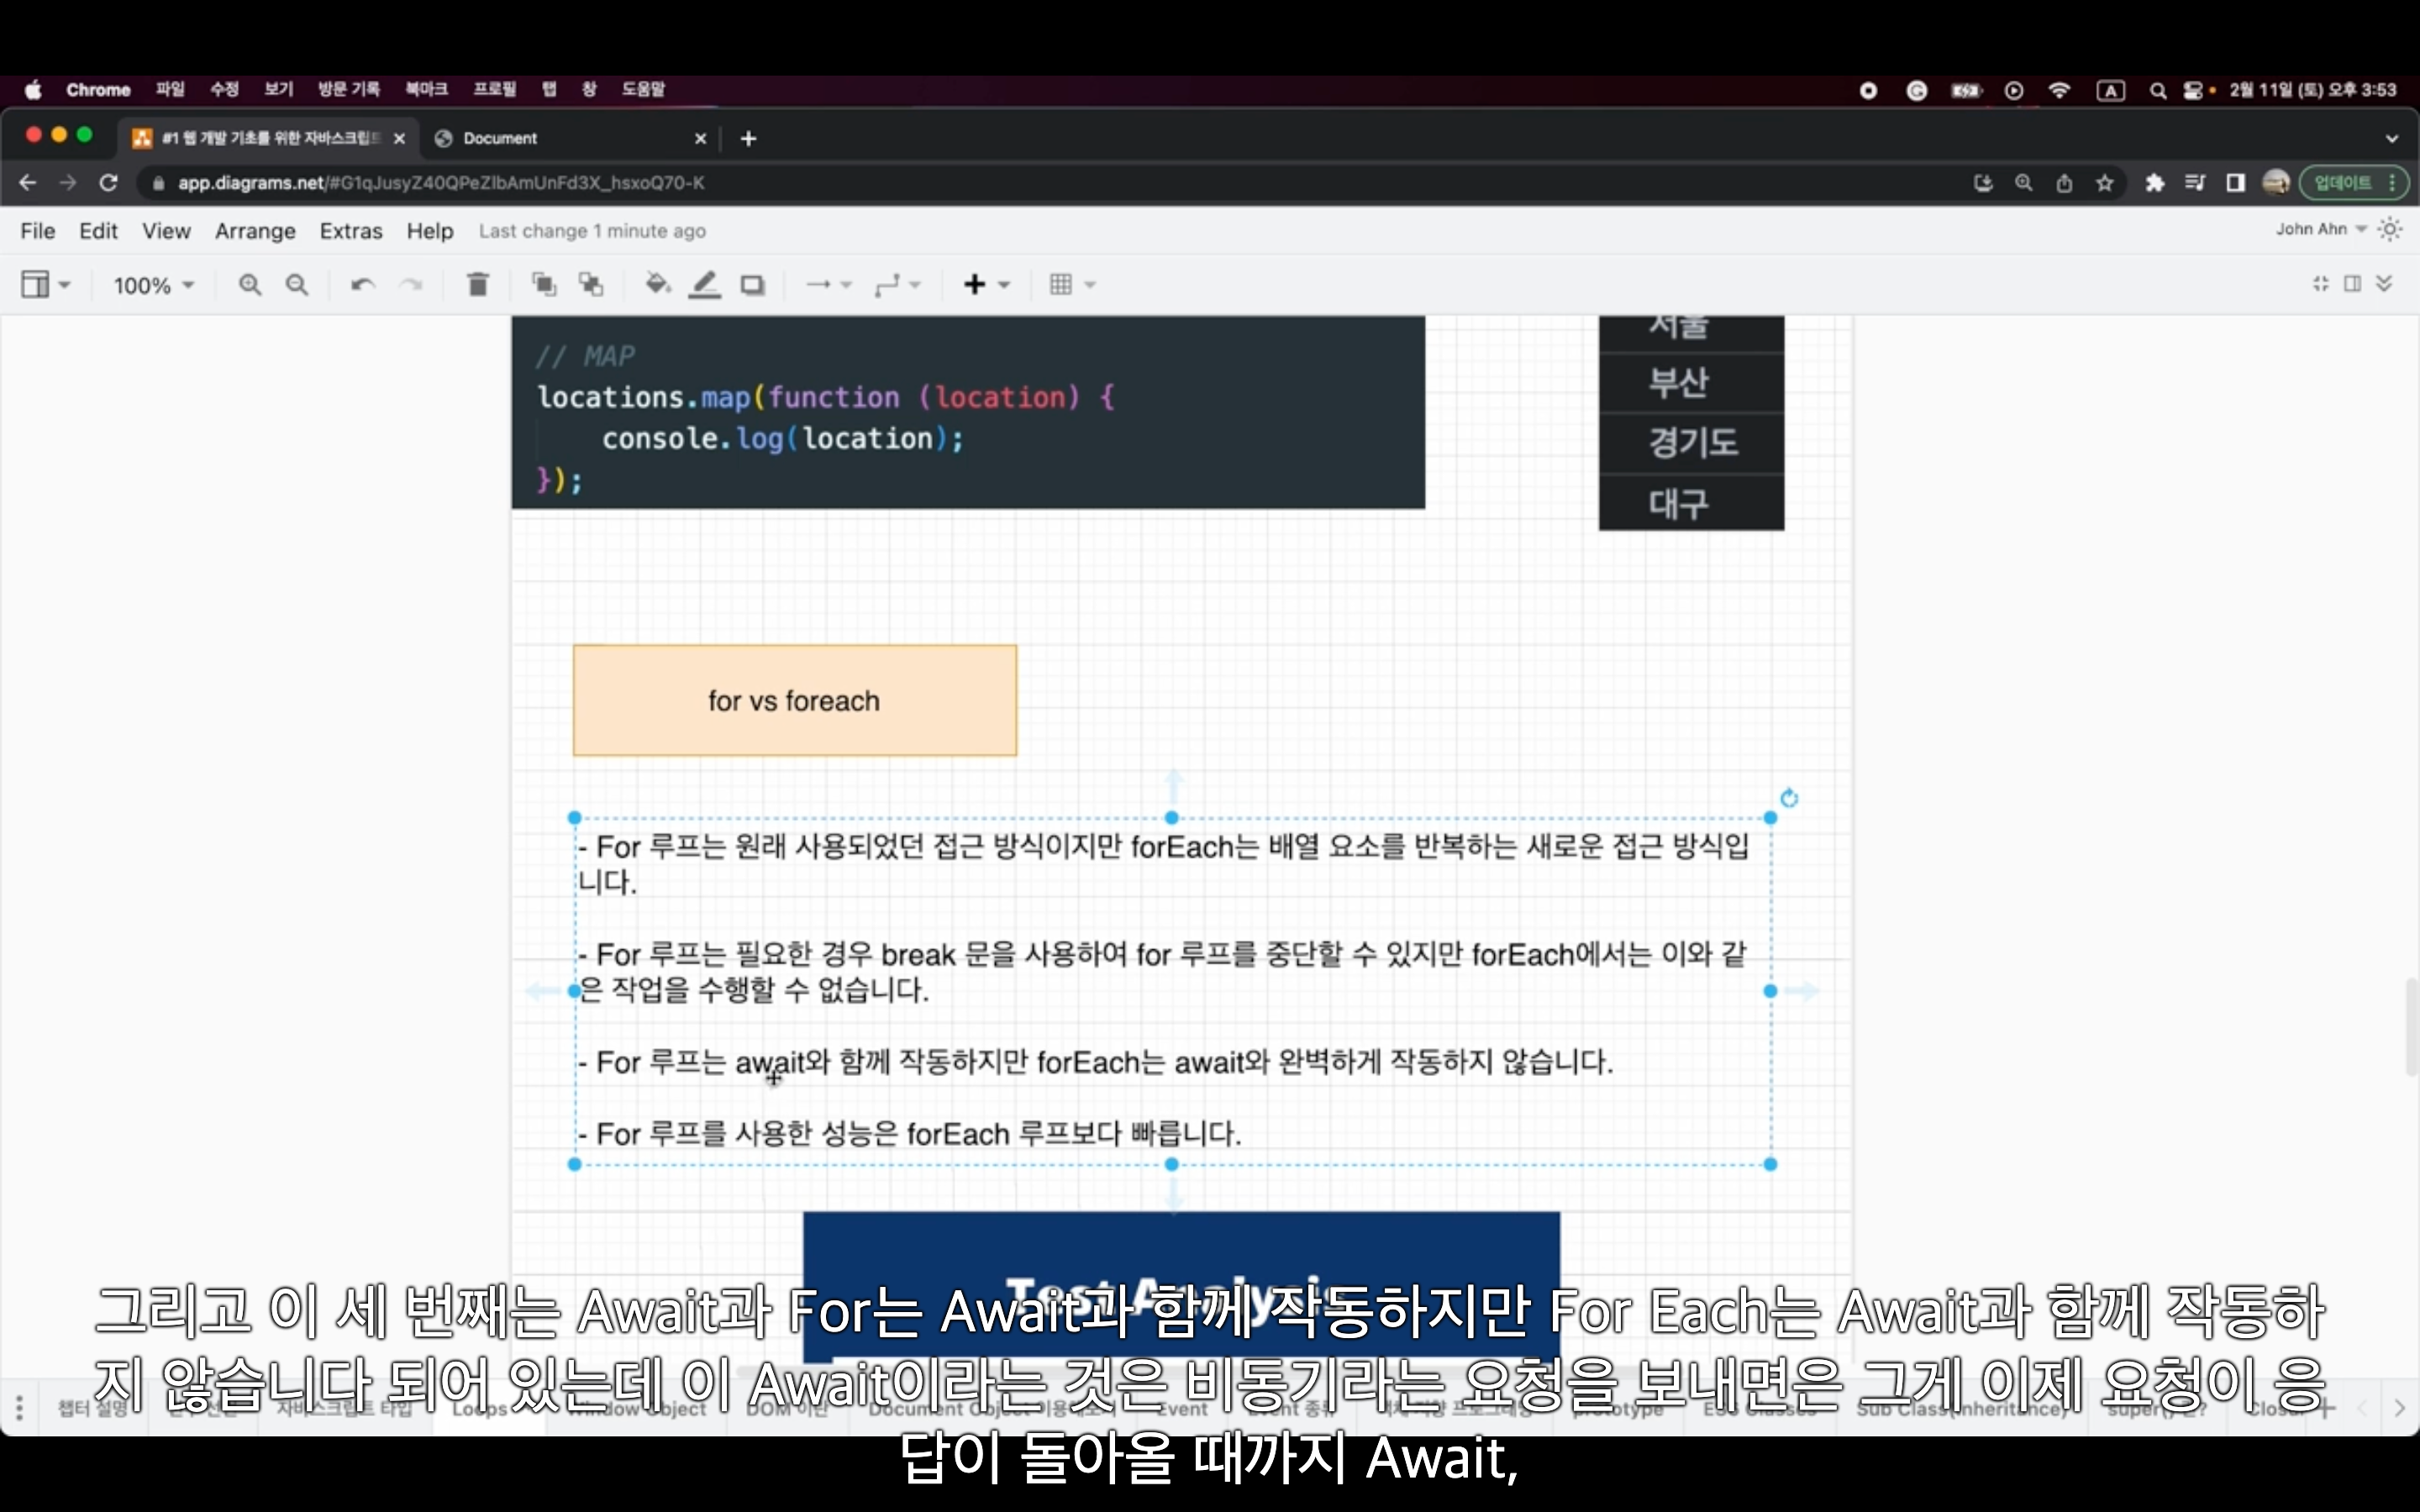 Chrome 파일 수정 보기 방문 기록 북마크 프로필 탭 창 도움말
A 2월 11일 (토) 오후 3:53
#1 웹 개발 기초를 위한 자바스크립트
Document
app.diagrams.net/#G1qJusyZ40QPeZlbAmUnFd3X_hsxoQ70-K
업데이트
File Edit View Arrange Extras Help Last change 1 minute ago
John Ahn
100%
// MAP
locations.map(function (location) {
console.log(location);
});
서울
부산
경기도
대구
for vs foreach
- For 루프는 원래 사용되었던 접근 방식이지만 forEach는 배열 요소를 반복하는 새로운 접근 방식입
니다.
- For 루프는 필요한 경우 break 문을 사용하여 for 루프를 중단할 수 있지만 forEach에서는 이와 같
은 작업을 수행할 수 없습니다.
- For 루프는 await와 함께 작동하지만 forEach는 await와 완벽하게 작동하지 않습니다.
- For 루프를 사용한 성능은 forEach 루프보다 빠릅니다.
Test Analysis
그리고 이 세 번째는 Await과 For는 Await과 함께 작동하지만 For Each는 Await과 함께 작동하
지 않습니다 되어 있는데 이 Await이라는 것은 비동기라는 요청을 보내면은 그게 이제 요청이 응
답이 돌아올 때까지 Await,
챕터 설명 자바스크립트 타입 Loops Window Object DOM 이란 Document Object Event Event 종류 prototype ES6 Classes Sub Class(Inheritance)